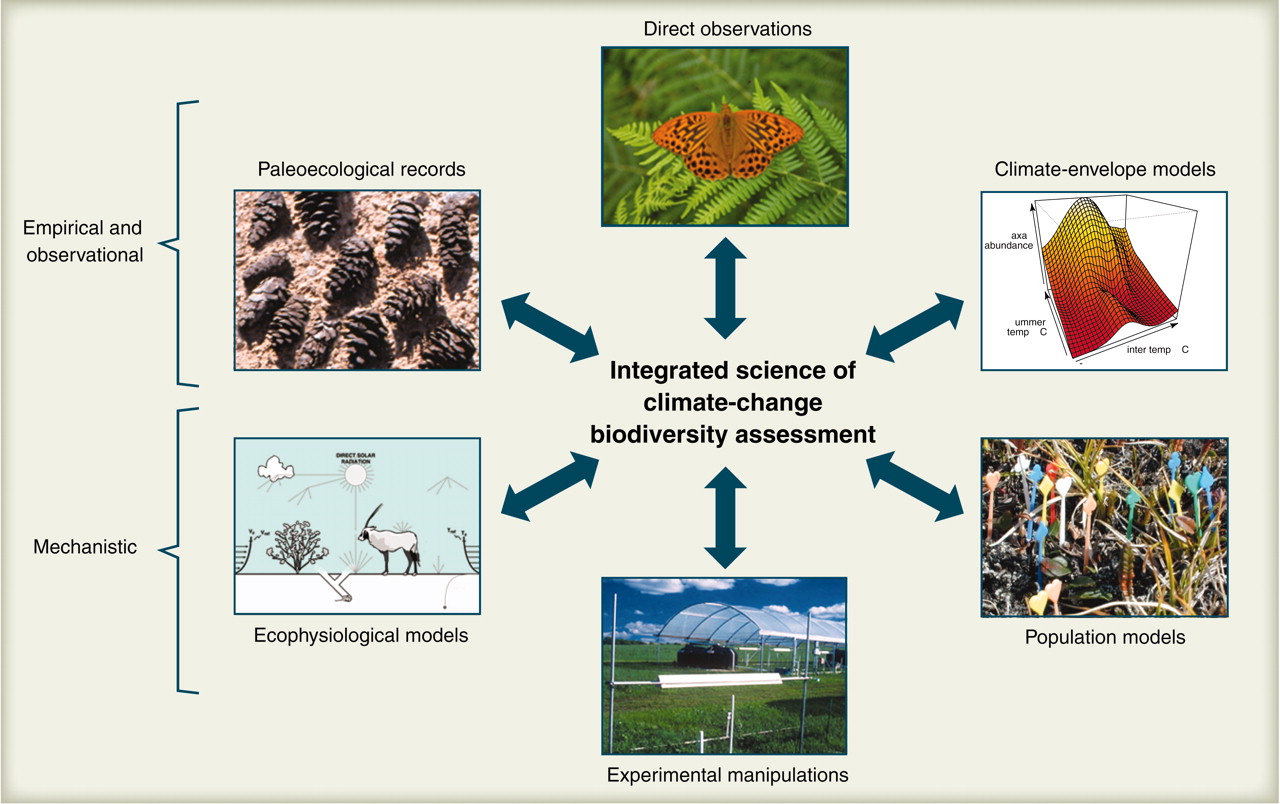 Direct observations
Paleoecological records
Climate-envelope models
Empirical and
observational
axa
abundance
ummer
temp C
inter temp C
Integrated science of
climate-change
biodiversity assessment
DIRECT SOLAR
RADIATION
Mechanistic
Ecophysiological models
Population models
Experimental manipulations